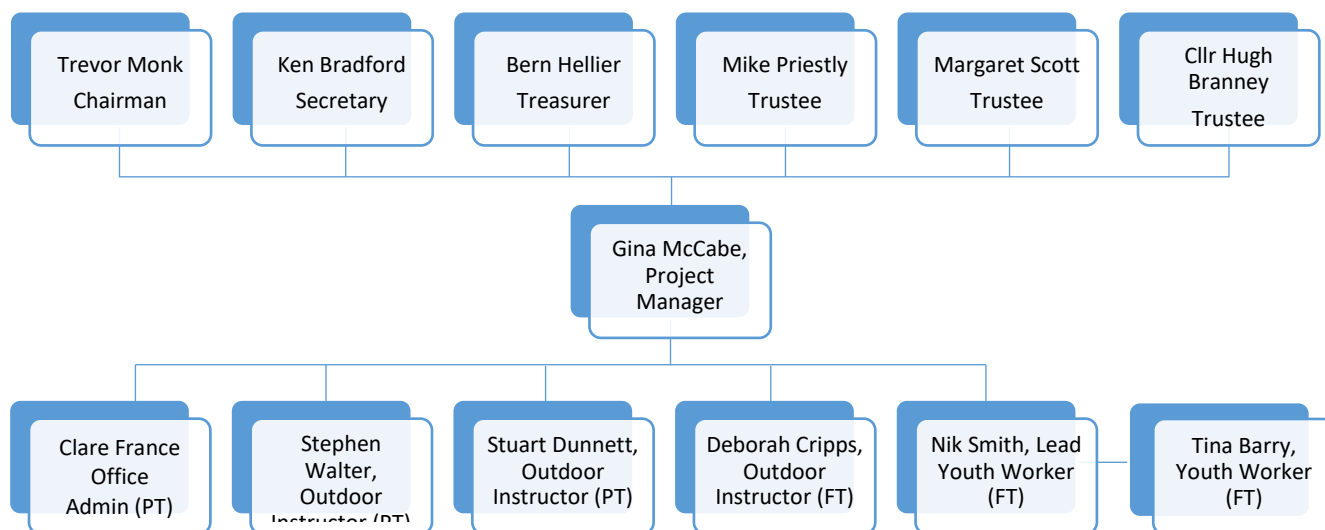 Trevor Monk
Chairman
Ken Bradford
Secretary
Bern Hellier
Treasurer
Mike Priestly
Trustee
Margaret Scott
Trustee
Cllr Hugh
Branney
Trustee
Gina McCabe,
Project
Manager
Clare France
Office
Admin (PT)
Stephen
Walter,
Outdoor
Instructor (PT)
Stuart Dunnett,
Outdoor
Instructor (PT)
Deborah Cripps,
Outdoor
Instructor (FT)
Nik Smith, Lead
Youth Worker
(FT)
Tina Barry,
Youth Worker
(FT)